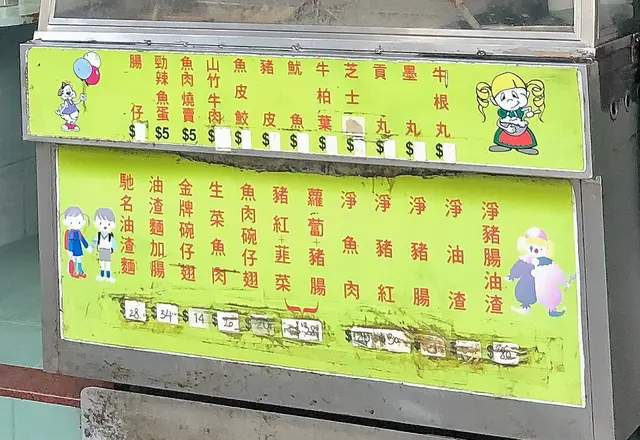 腸仔
$
勁辣魚蛋
$5
魚肉燒賣
$5
山竹牛肉
$
魚皮餃
$
豬皮
$
魷魚
$
牛柏葉
$
芝士
$
貢丸
$
墨丸
$
牛根丸
$
馳名油渣麵
$28
油渣麵加腸
$34
金牌碗仔翅
$14
生菜魚肉
$20
魚肉碗仔翅
$20
豬紅+韮菜
蘿蔔+豬腸
淨魚肉
淨豬紅
淨豬腸
淨油渣
淨豬腸油渣
$80